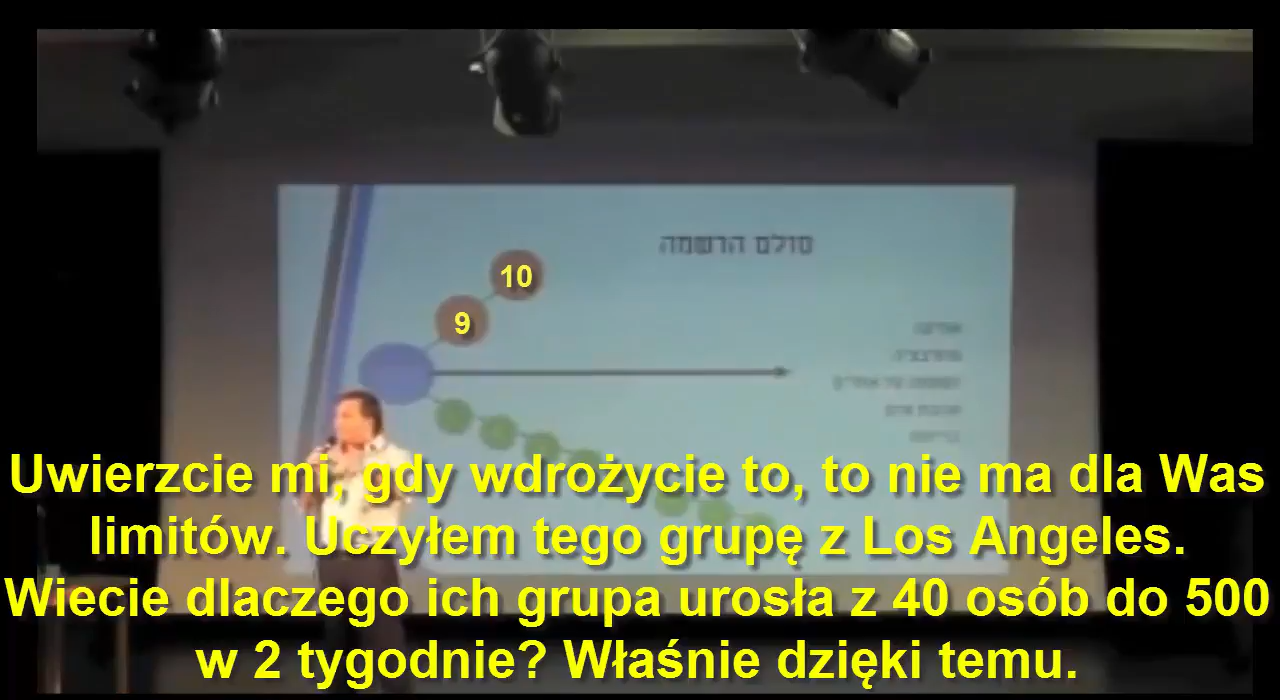 סולם הרשמה
10
9
Uwierzcie mi, gdy wdrożycie to, to nie ma dla Was
limitów. Uczyłem tego grupę z Los Angeles.
Wiecie dlaczego ich grupa urosła z 40 osób do 500
w 2 tygodnie? Właśnie dzięki temu.